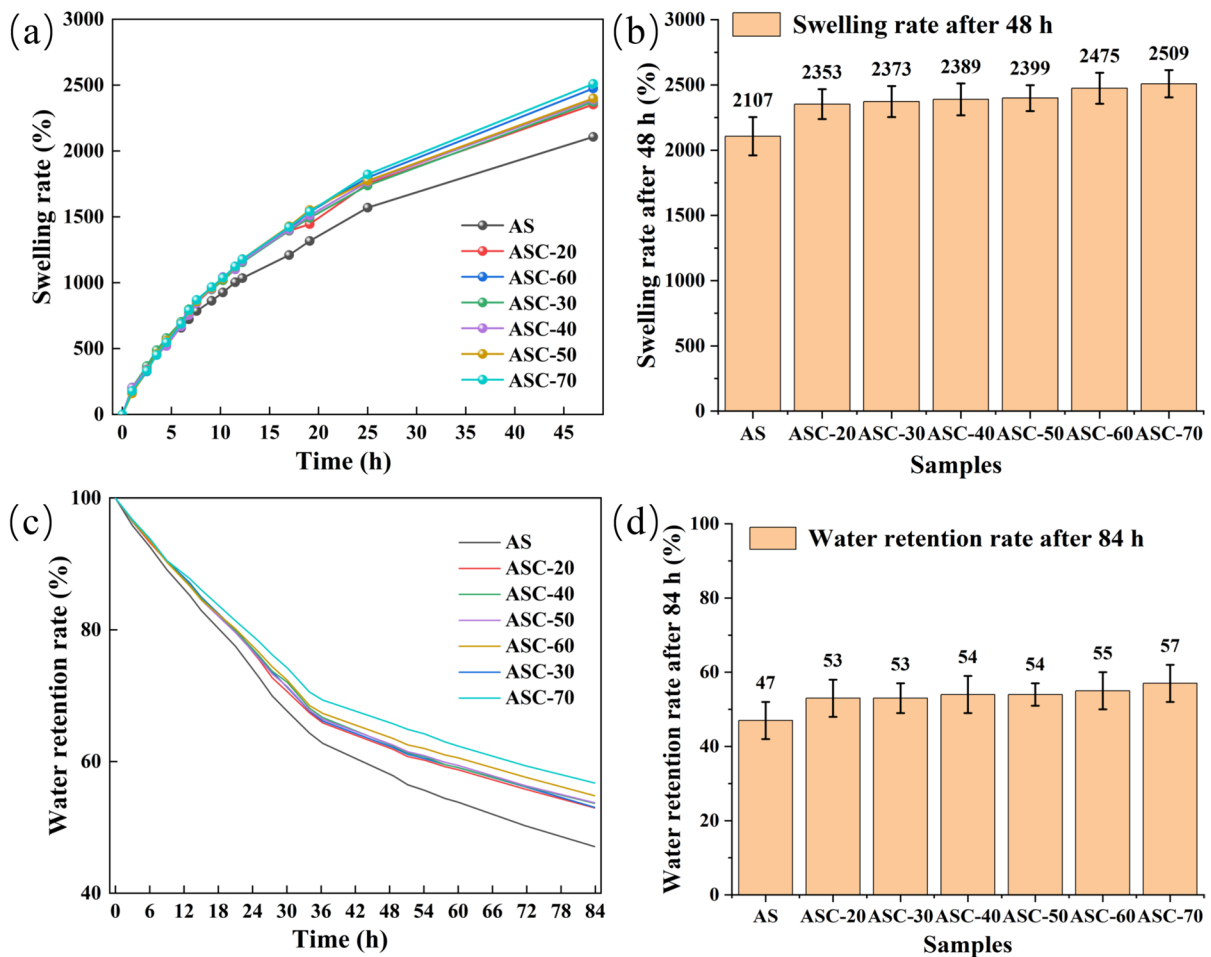 (a)
3000
2500
2000
1500
1000
500
0
Swelling rate (%)
AS
ASC-20
ASC-60
ASC-30
ASC-40
ASC-50
ASC-70
0 5 10 15 20 25 30 35 40 45
Time (h)
(b)
Swelling rate after 48 h
3000
2500
2000
1500
1000
500
0
Swelling rate after 48 h (%)
2107 2353 2373 2389 2399 2475 2509
AS ASC-20 ASC-30 ASC-40 ASC-50 ASC-60 ASC-70
Samples
(c)
100
80
60
40
Water retention rate (%)
AS
ASC-20
ASC-40
ASC-50
ASC-60
ASC-30
ASC-70
0 6 12 18 24 30 36 42 48 54 60 66 72 78 84
Time (h)
(d)
Water retention rate after 84 h
100
80
60
40
20
0
Water retention rate after 84 h (%)
47 53 53 54 54 55 57
AS ASC-20 ASC-30 ASC-40 ASC-50 ASC-60 ASC-70
Samples